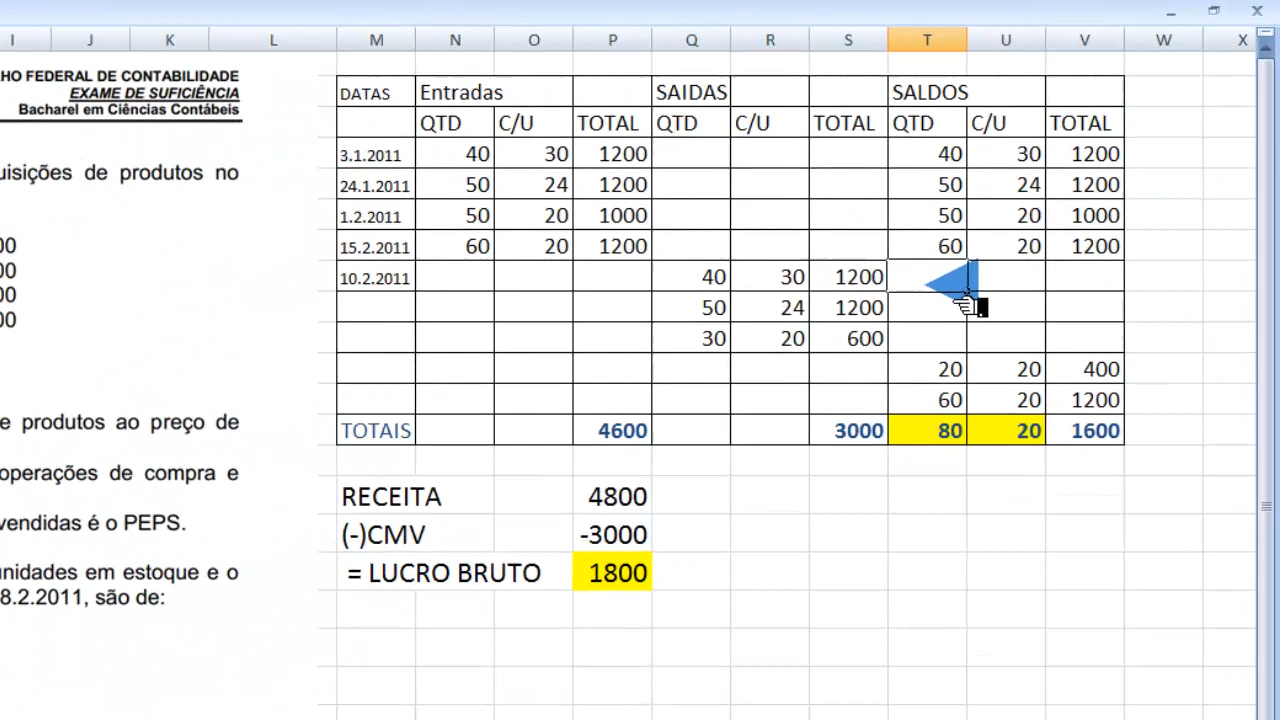 I J K L M N O P Q R S T U V W X
HO FEDERAL DE CONTABILIDADE
EXAME DE SUFICIÊNCIA
Bacharel em Ciências Contábeis
uisições de produtos no
00
00
00
00
e produtos ao preço de
operações de compra e
vendidas é o PEPS.
unidades em estoque e o
8.2.2011, são de:
DATAS Entradas SAIDAS SALDOS
QTD C/U TOTAL QTD C/U TOTAL QTD C/U TOTAL
3.1.2011 40 30 1200 40 30 1200
24.1.2011 50 24 1200 50 24 1200
1.2.2011 50 20 1000 50 20 1000
15.2.2011 60 20 1200 60 20 1200
10.2.2011 40 30 1200
50 24 1200
30 20 600
20 20 400
60 20 1200
TOTAIS 4600 3000 80 20 1600
RECEITA 4800
(-)CMV -3000
= LUCRO BRUTO 1800